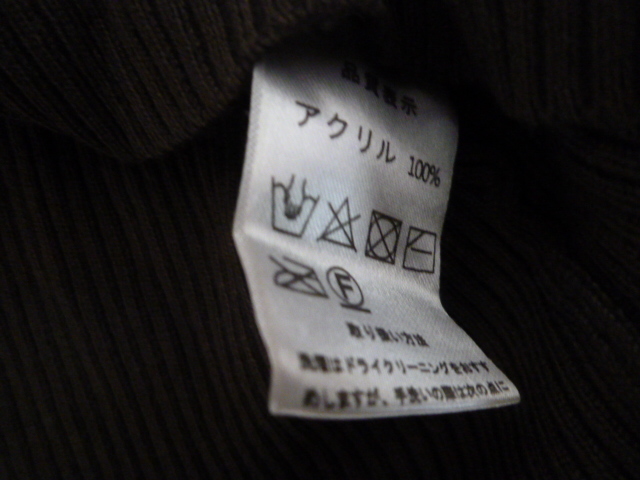 品質表示
アクリル 100%
F
取り扱い方法
洗濯はドライクリーニングをおすす
めしますが、手洗いの際は次の点に